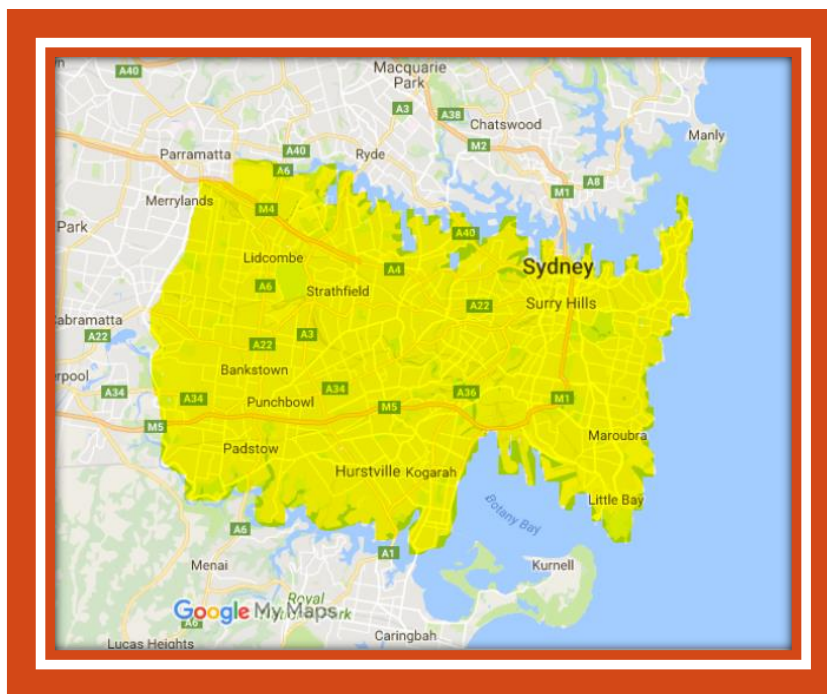 A40
Macquarie
Park
A3
A38
Chatswood
Manly
M2
A40
Parramatta
Ryde
A6
A8
M1
Merrylands
M4
Park
A40
Lidcombe
A4
Sydney
A6
Strathfield
A22
Surry Hills
Cabramatta
A22
A3
A22
Bankstown
A34
A34
Punchbowl
A34
A36
M5
M1
M5
Maroubra
Padstow
Hurstville
Kogarah
Little Bay
Botany Bay
A6
A1
Menai
Kurnell
Royal
Google My Maps
A6
Caringbah
Lucas Heights